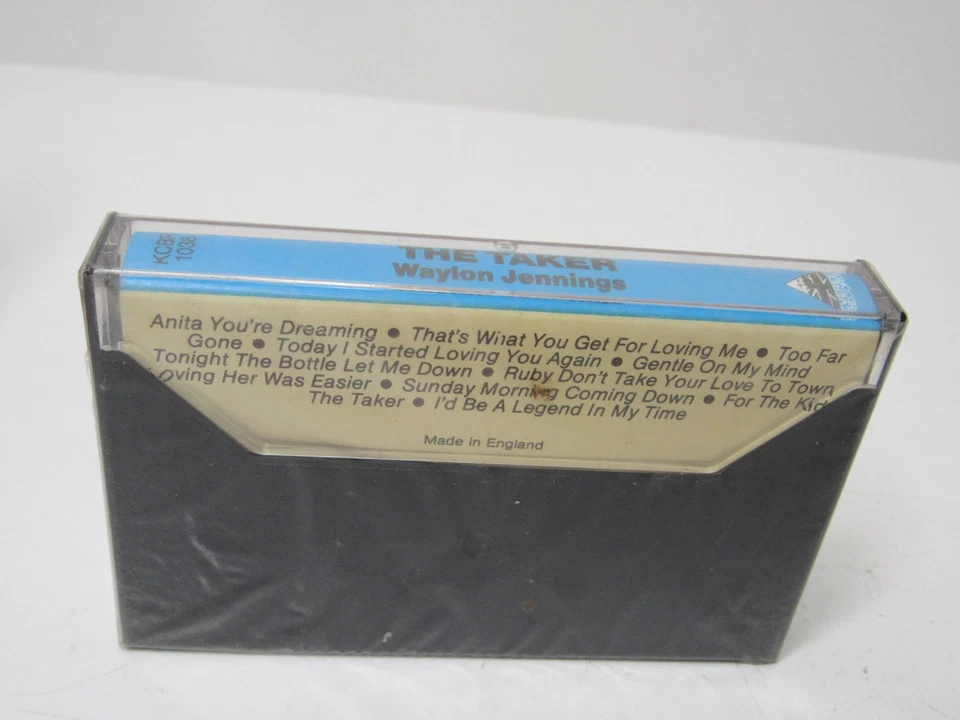 KCBR
1038
THE TAKER
Waylon Jennings
Anita You're Dreaming • That's What You Get For Loving Me • Too Far
Gone • Today I Started Loving You Again • Gentle On My Mind
Tonight The Bottle Let Me Down • Ruby Don't Take Your Love To Town
Loving Her Was Easier • Sunday Morning Coming Down • For The Kids
The Taker • I'd Be A Legend In My Time
Made in England